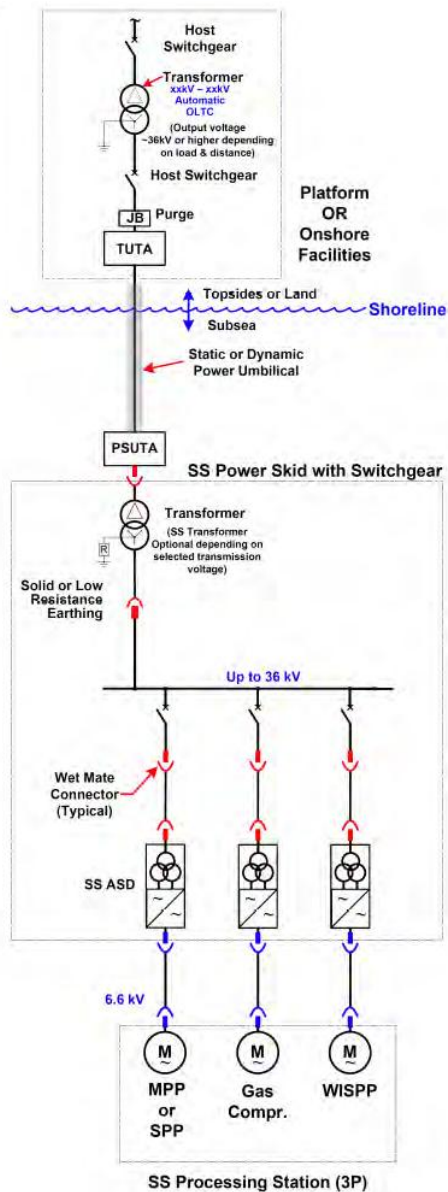 Host
Switchgear
Transformer
xxkV – xxkV
Automatic
OLTC
(Output voltage
~36kV or higher depending
on load & distance)
Host Switchgear
JB
Purge
TUTA
Platform
OR
Onshore
Facilities
Topsides or Land
Shoreline
Subsea
Static or Dynamic
Power Umbilical
PSUTA
SS Power Skid with Switchgear
Transformer
(SS Transformer
Optional depending on
selected transmission
voltage)
R
Solid or Low
Resistance
Earthing
Up to 36 kV
Wet Mate
Connector
(Typical)
SS ASD
~ ~ ~
~ ~ ~
6.6 kV
M M M
~ ~ ~
MPP
or
SPP
Gas
Compr.
WISPP
SS Processing Station (3P)